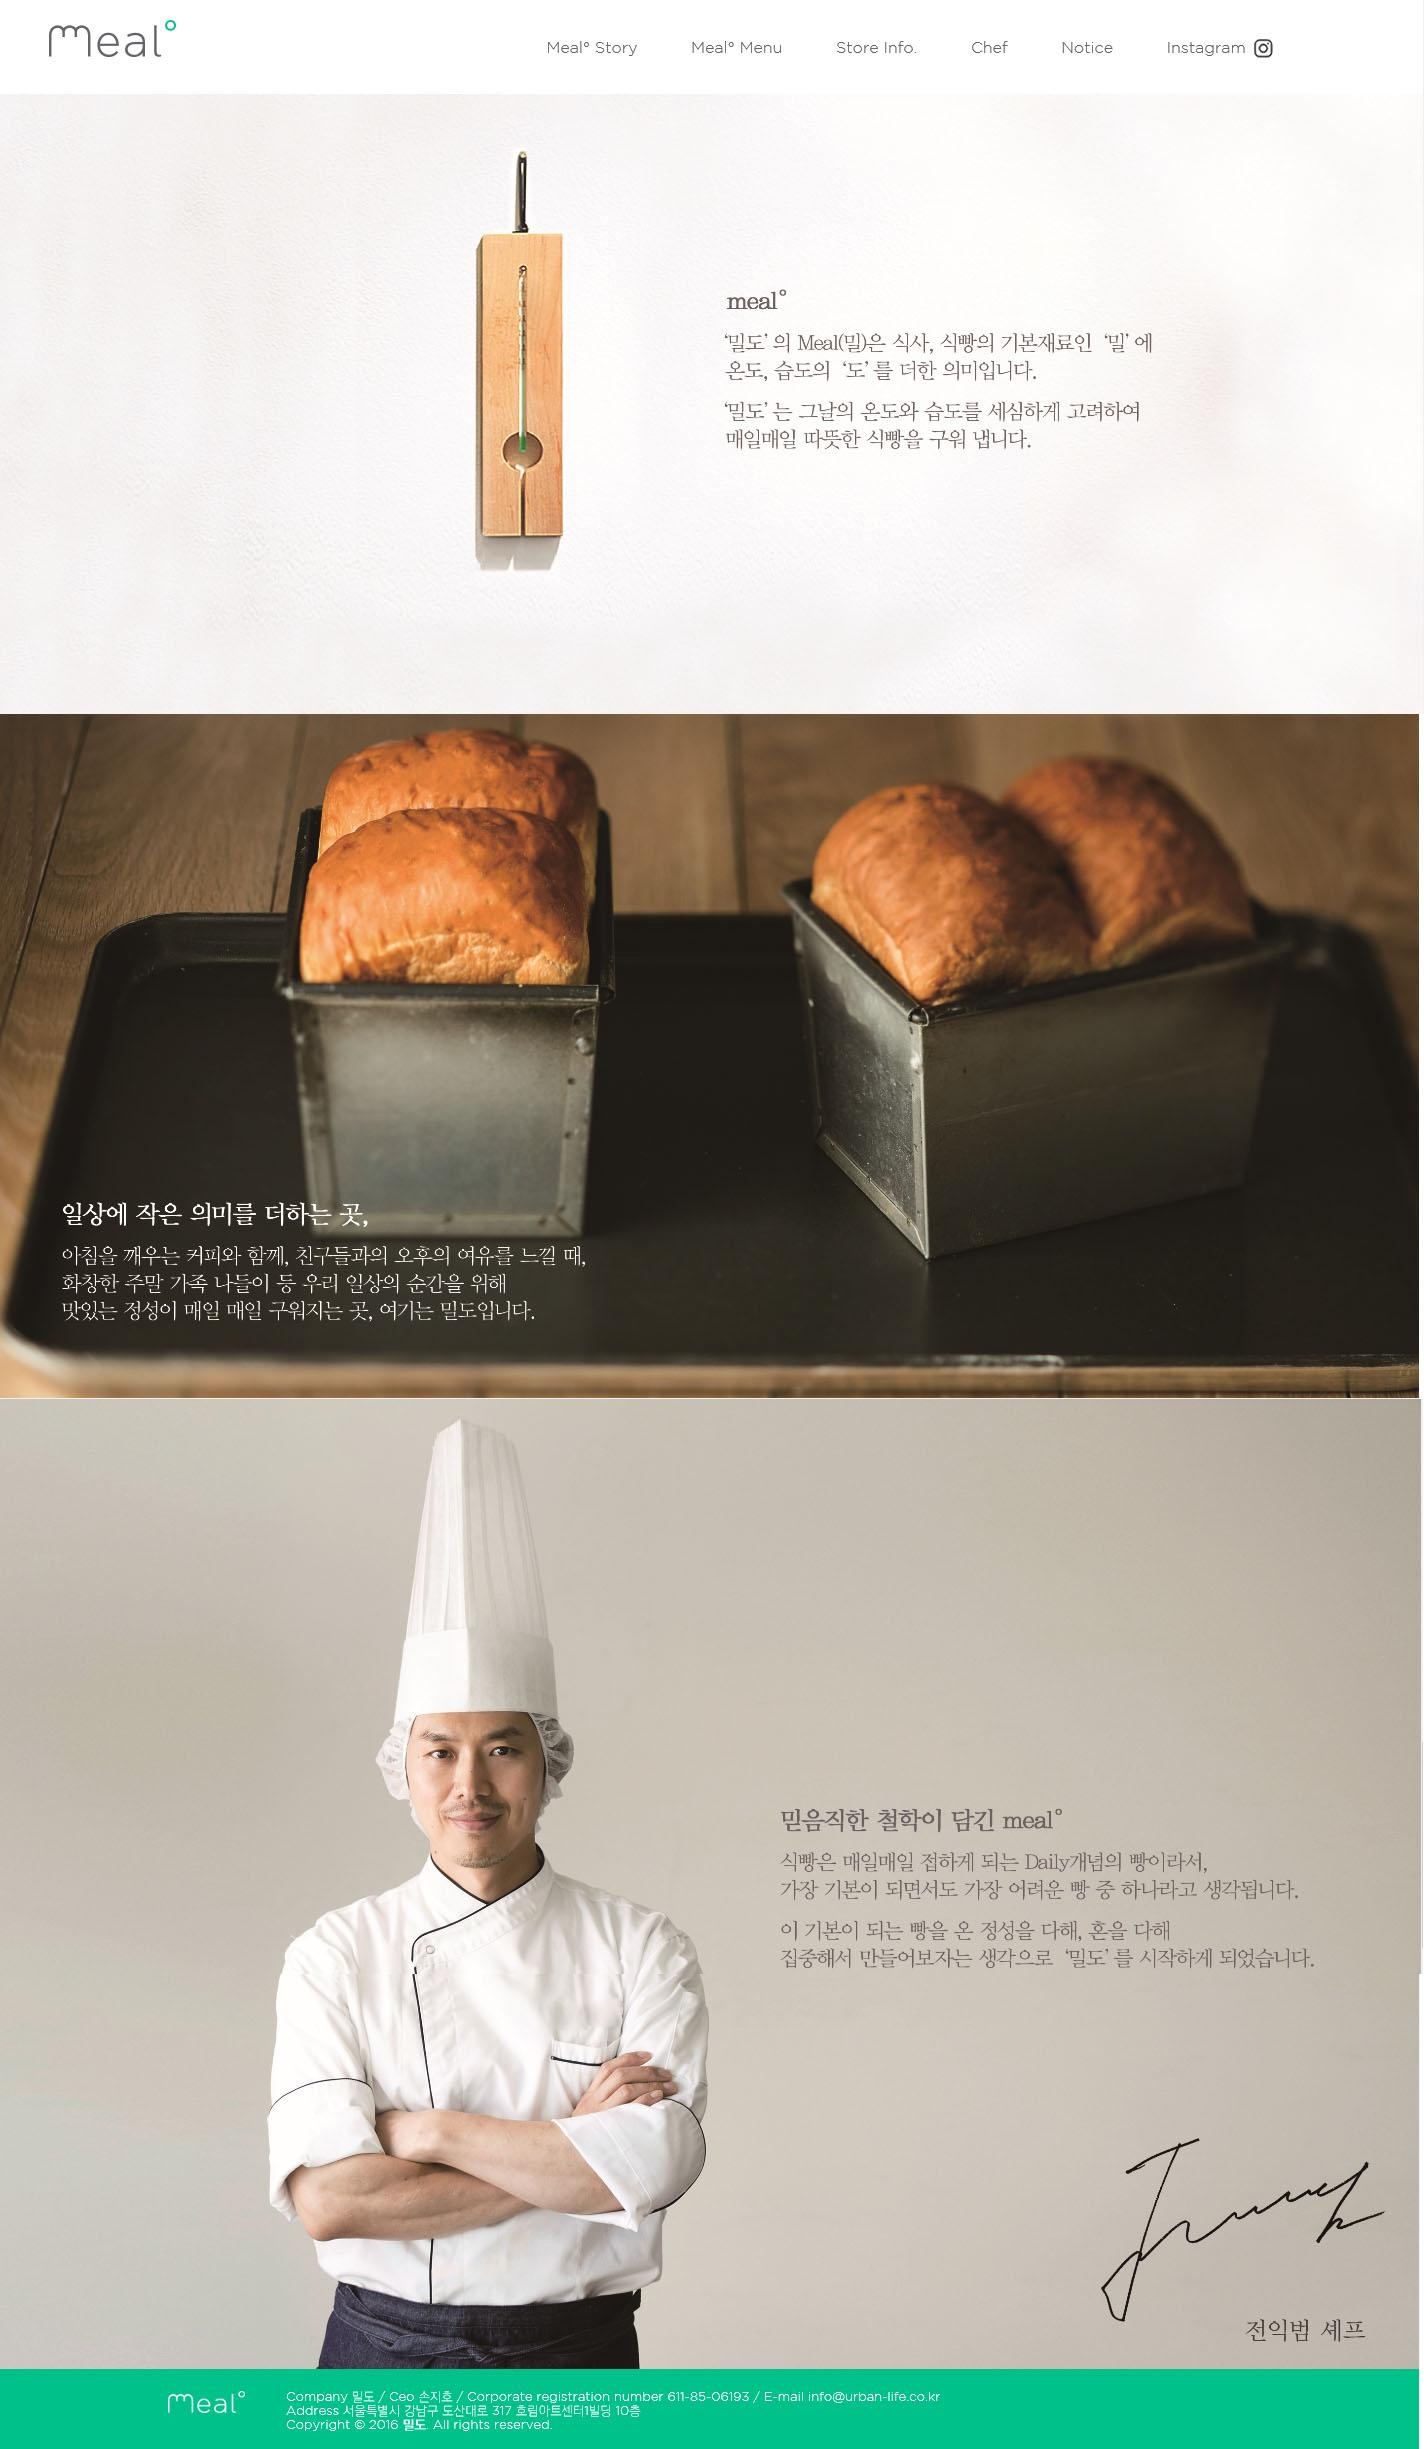 meal°
Meal° Story Meal° Menu Store Info. Chef Notice Instagram
meal°
‘밀도’의 Meal(밀)은 식사, 식빵의 기본재료인 ‘밀’에
온도, 습도의 ‘도’를 더한 의미입니다.
‘밀도’는 그날의 온도와 습도를 세심하게 고려하여
매일매일 따뜻한 식빵을 구워 냅니다.
일상에 작은 의미를 더하는 곳,
아침을 깨우는 커피와 함께, 친구들과의 오후의 여유를 느낄 때,
화창한 주말 가족 나들이 등 우리 일상의 순간을 위해
맛있는 정성이 매일 매일 구워지는 곳, 여기는 밀도입니다.
믿음직한 철학이 담긴 meal°
식빵은 매일매일 접하게 되는 Daily개념의 빵이라서,
가장 기본이 되면서도 가장 어려운 빵 중 하나라고 생각됩니다.
이 기본이 되는 빵을 온 정성을 다해, 혼을 다해
집중해서 만들어보자는 생각으로 ‘밀도’를 시작하게 되었습니다.
전익범 셰프
meal°
Company 밀도 / Ceo 손지호 / Corporate registration number 611-85-06193 / E-mail info@urban-life.co.kr
Address 서울특별시 강남구 도산대로 317 호림아트센터1빌딩 10층
Copyright © 2016 밀도. All rights reserved.